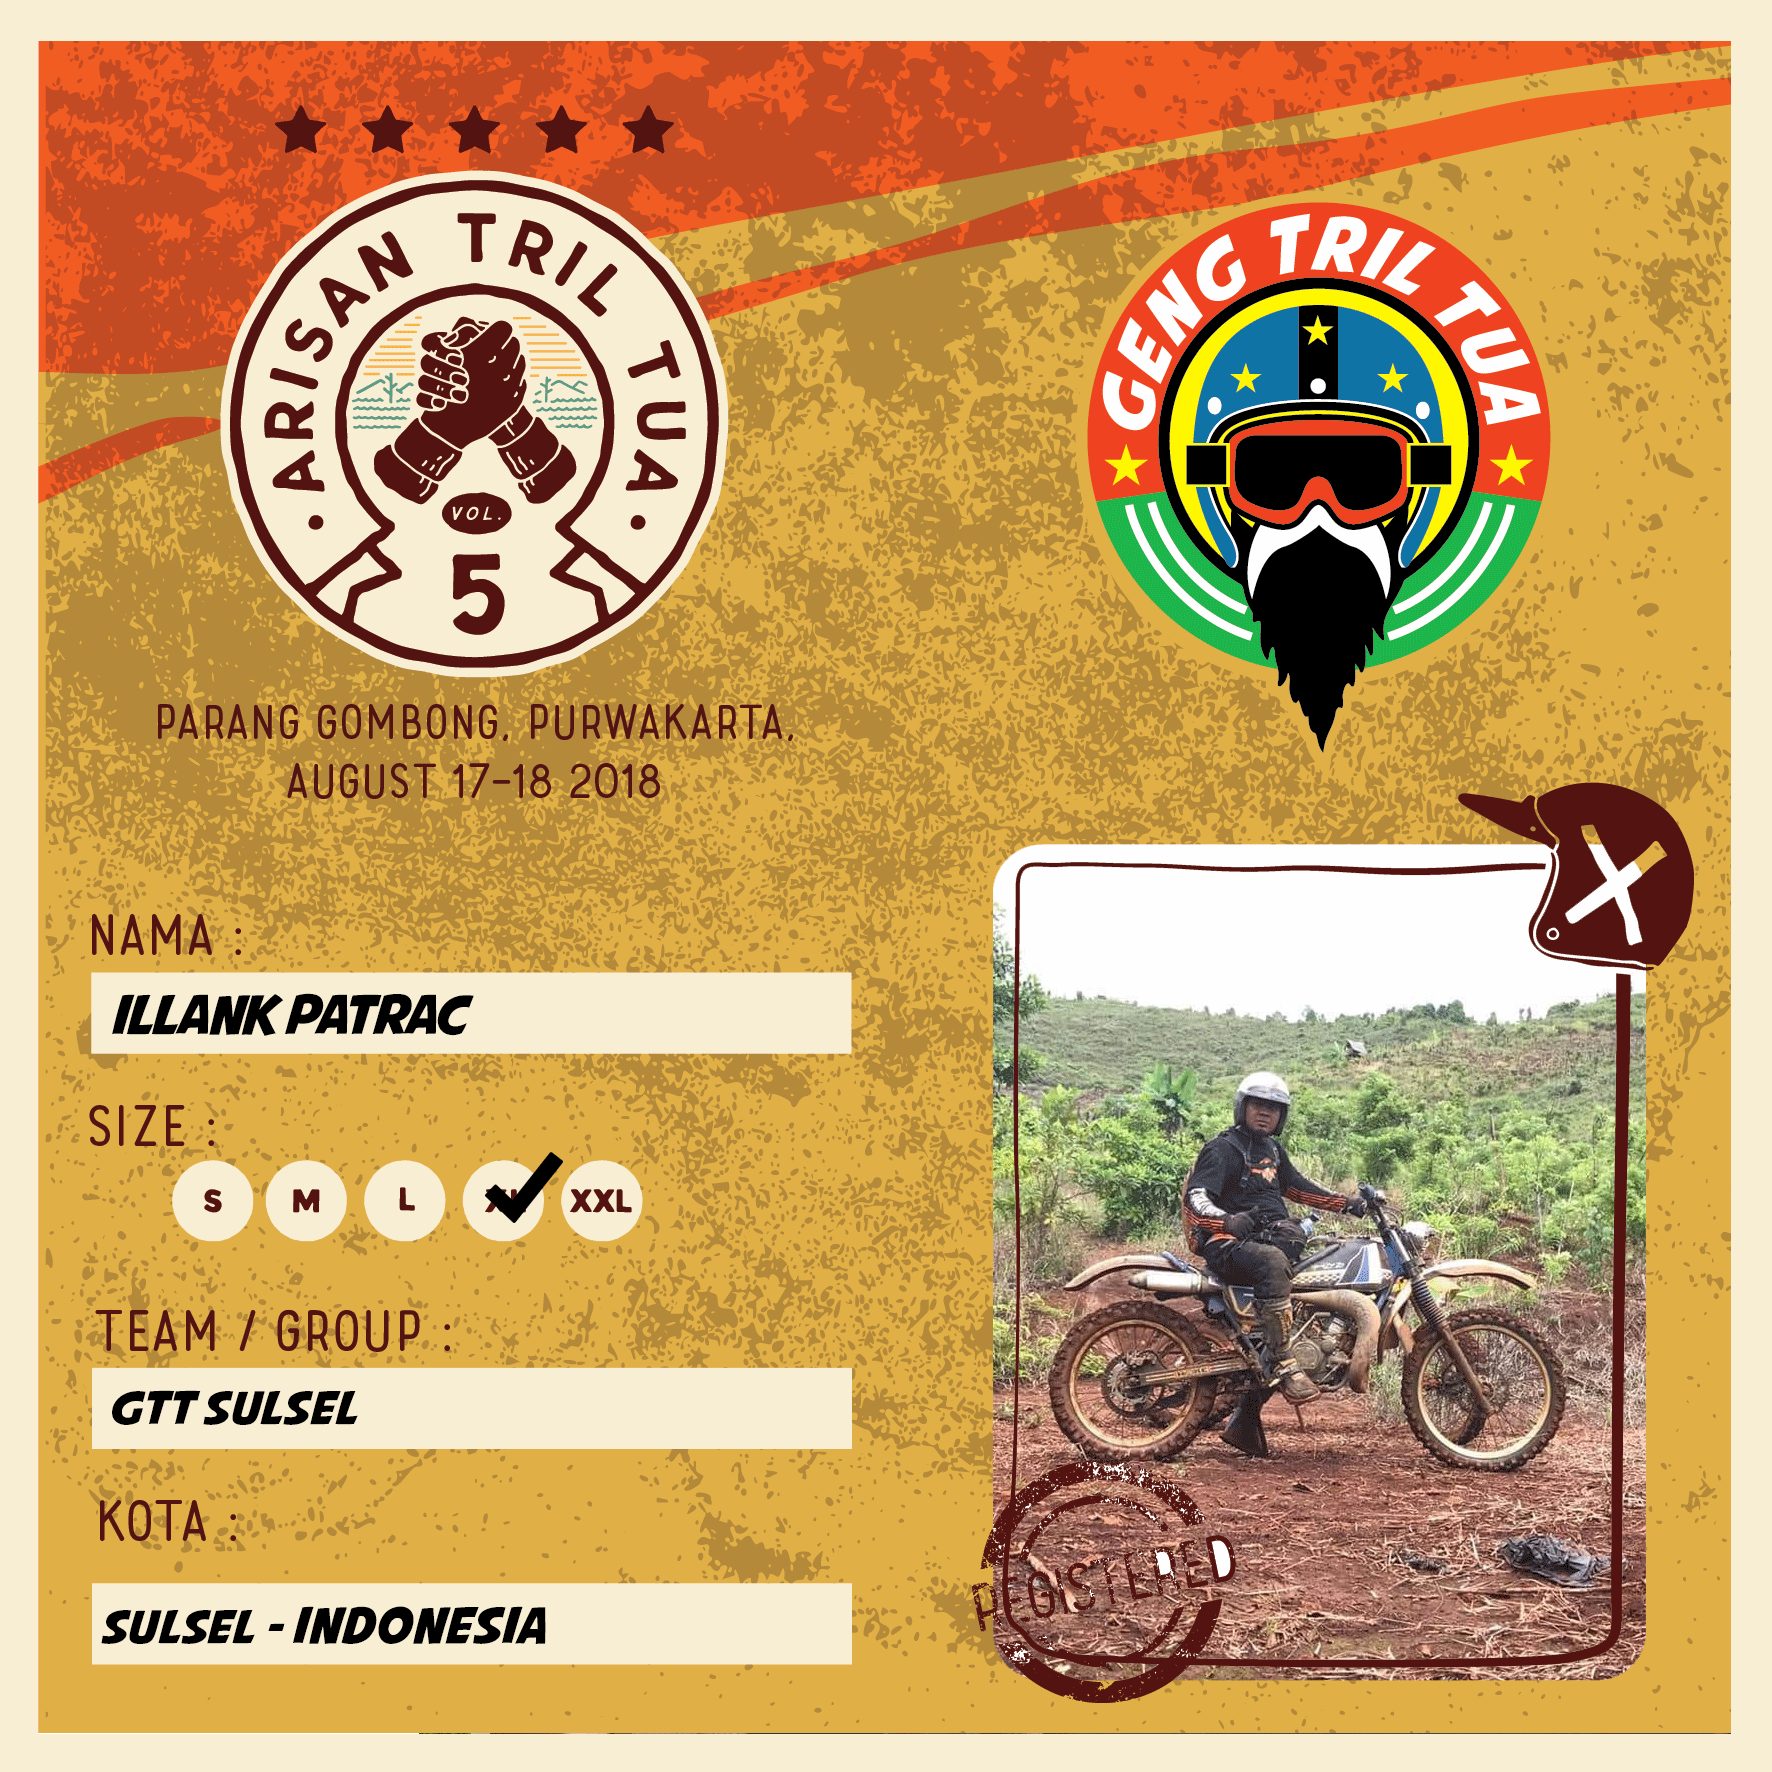 ARISAN TRIL TUA
VOL.
5
GENG TRIL TUA
PARANG GOMBONG, PURWAKARTA,
AUGUST 17-18 2018
NAMA :
ILLANK PATRAC
SIZE :
S M L XL XXL
TEAM / GROUP :
GTT SULSEL
KOTA :
SULSEL - INDONESIA
REGISTERED